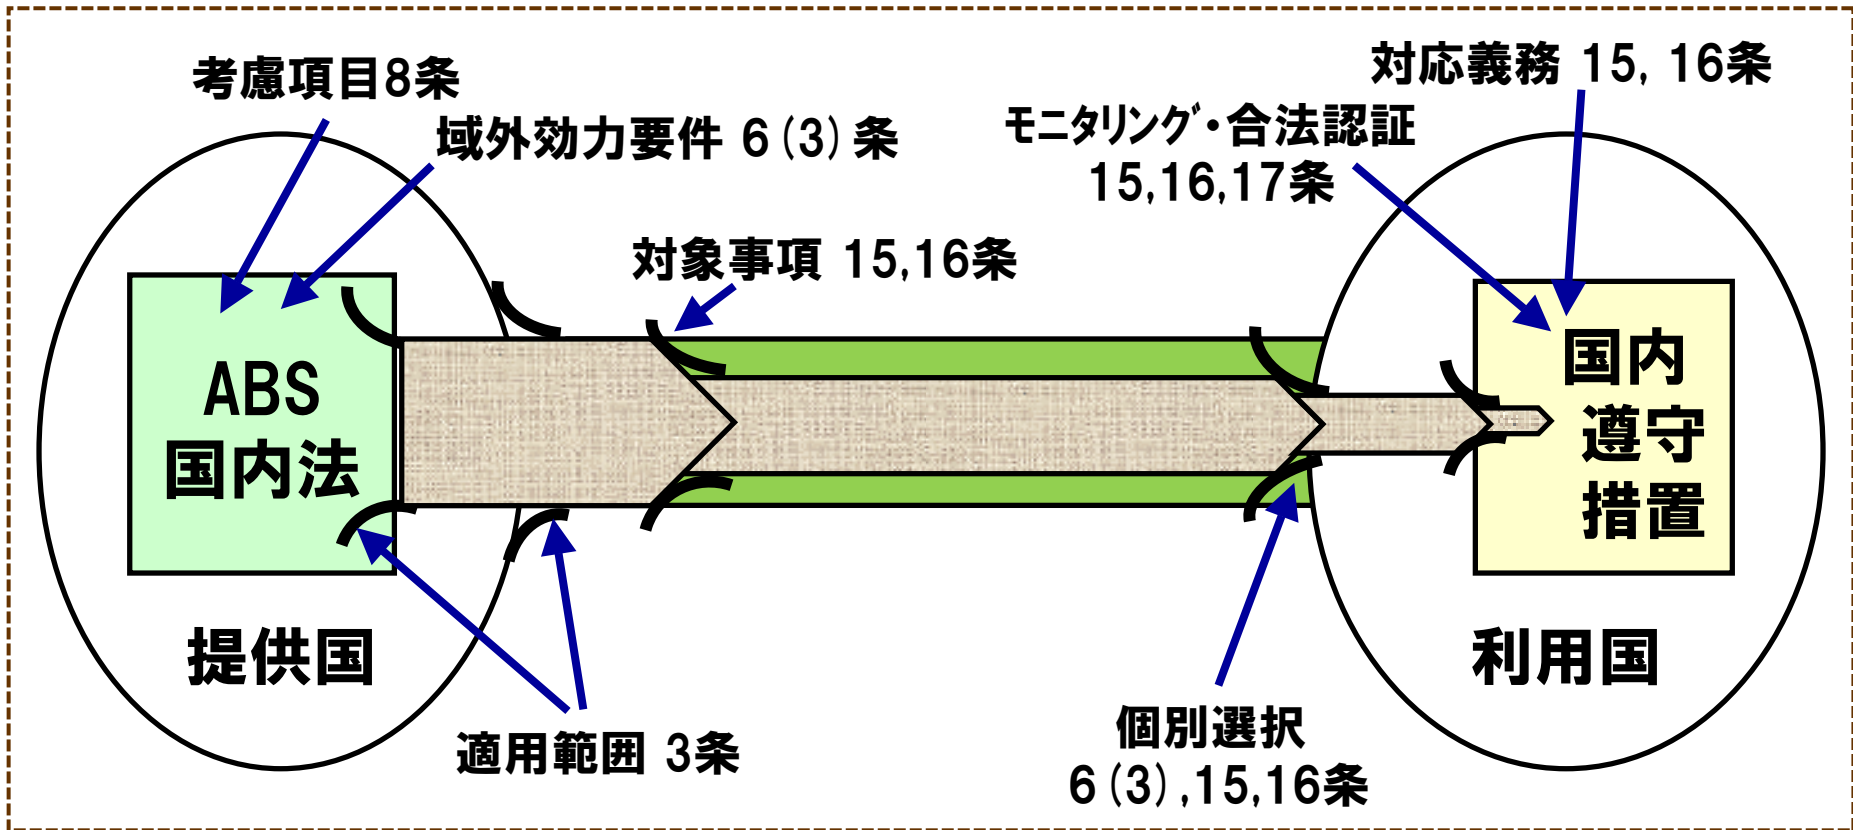 考慮項目8条
対応義務 15, 16条
域外効力要件 6(3)条
モニタリング・合法認証
15,16,17条
対象事項 15,16条
ABS
国内法
国内
遵守
措置
提供国
利用国
適用範囲 3条
個別選択
6(3),15,16条